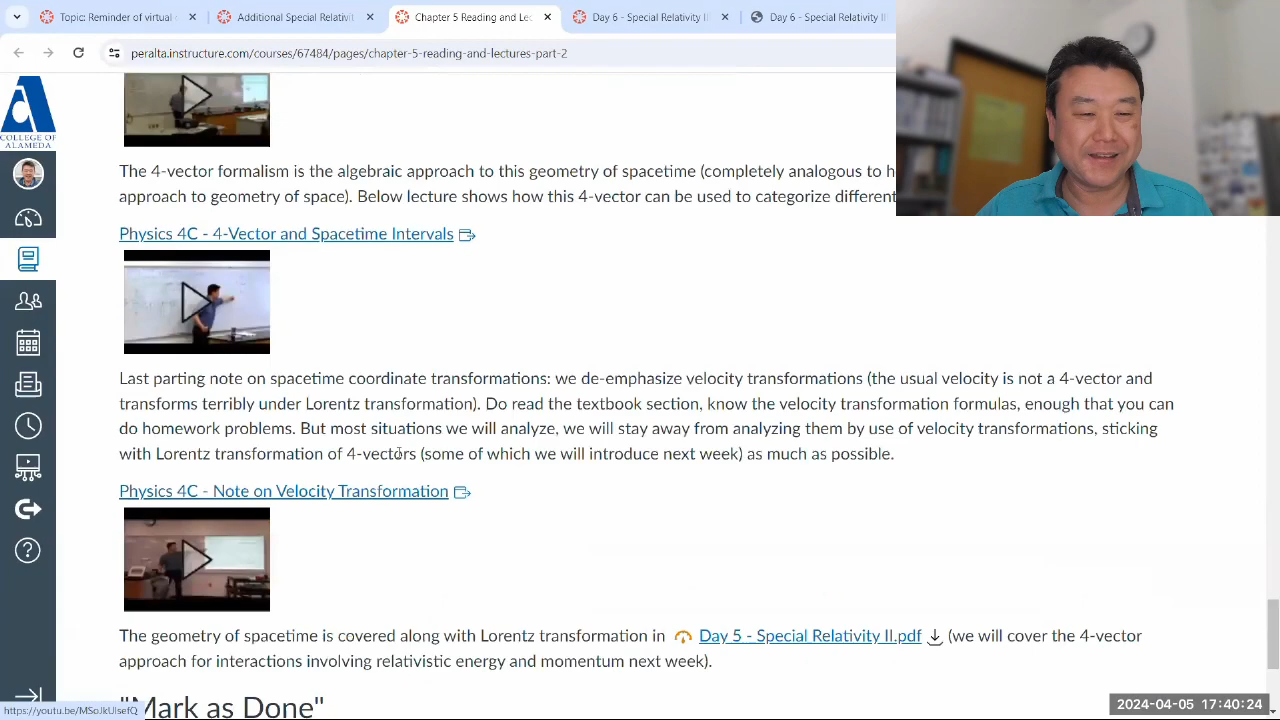 Topic: Reminder of virtual
Additional Special Relativity
Chapter 5 Reading and Lec
Day 6 - Special Relativity II
Day 6 - Special Relativity II
peralta.instructure.com/courses/67484/pages/chapter-5-reading-and-lectures-part-2
COLLEGE OF
ALAMEDA
The 4-vector formalism is the algebraic approach to this geometry of spacetime (completely analogous to h
approach to geometry of space). Below lecture shows how this 4-vector can be used to categorize different
Physics 4C - 4-Vector and Spacetime Intervals
Last parting note on spacetime coordinate transformations: we de-emphasize velocity transformations (the usual velocity is not a 4-vector and
transforms terribly under Lorentz transformation). Do read the textbook section, know the velocity transformation formulas, enough that you can
do homework problems. But most situations we will analyze, we will stay away from analyzing them by use of velocity transformations, sticking
with Lorentz transformation of 4-vectors (some of which we will introduce next week) as much as possible.
Physics 4C - Note on Velocity Transformation
The geometry of spacetime is covered along with Lorentz transformation in Day 5 - Special Relativity II.pdf (we will cover the 4-vector
approach for interactions involving relativistic energy and momentum next week).
"Mark as Done"
2024-04-05 17:40:24